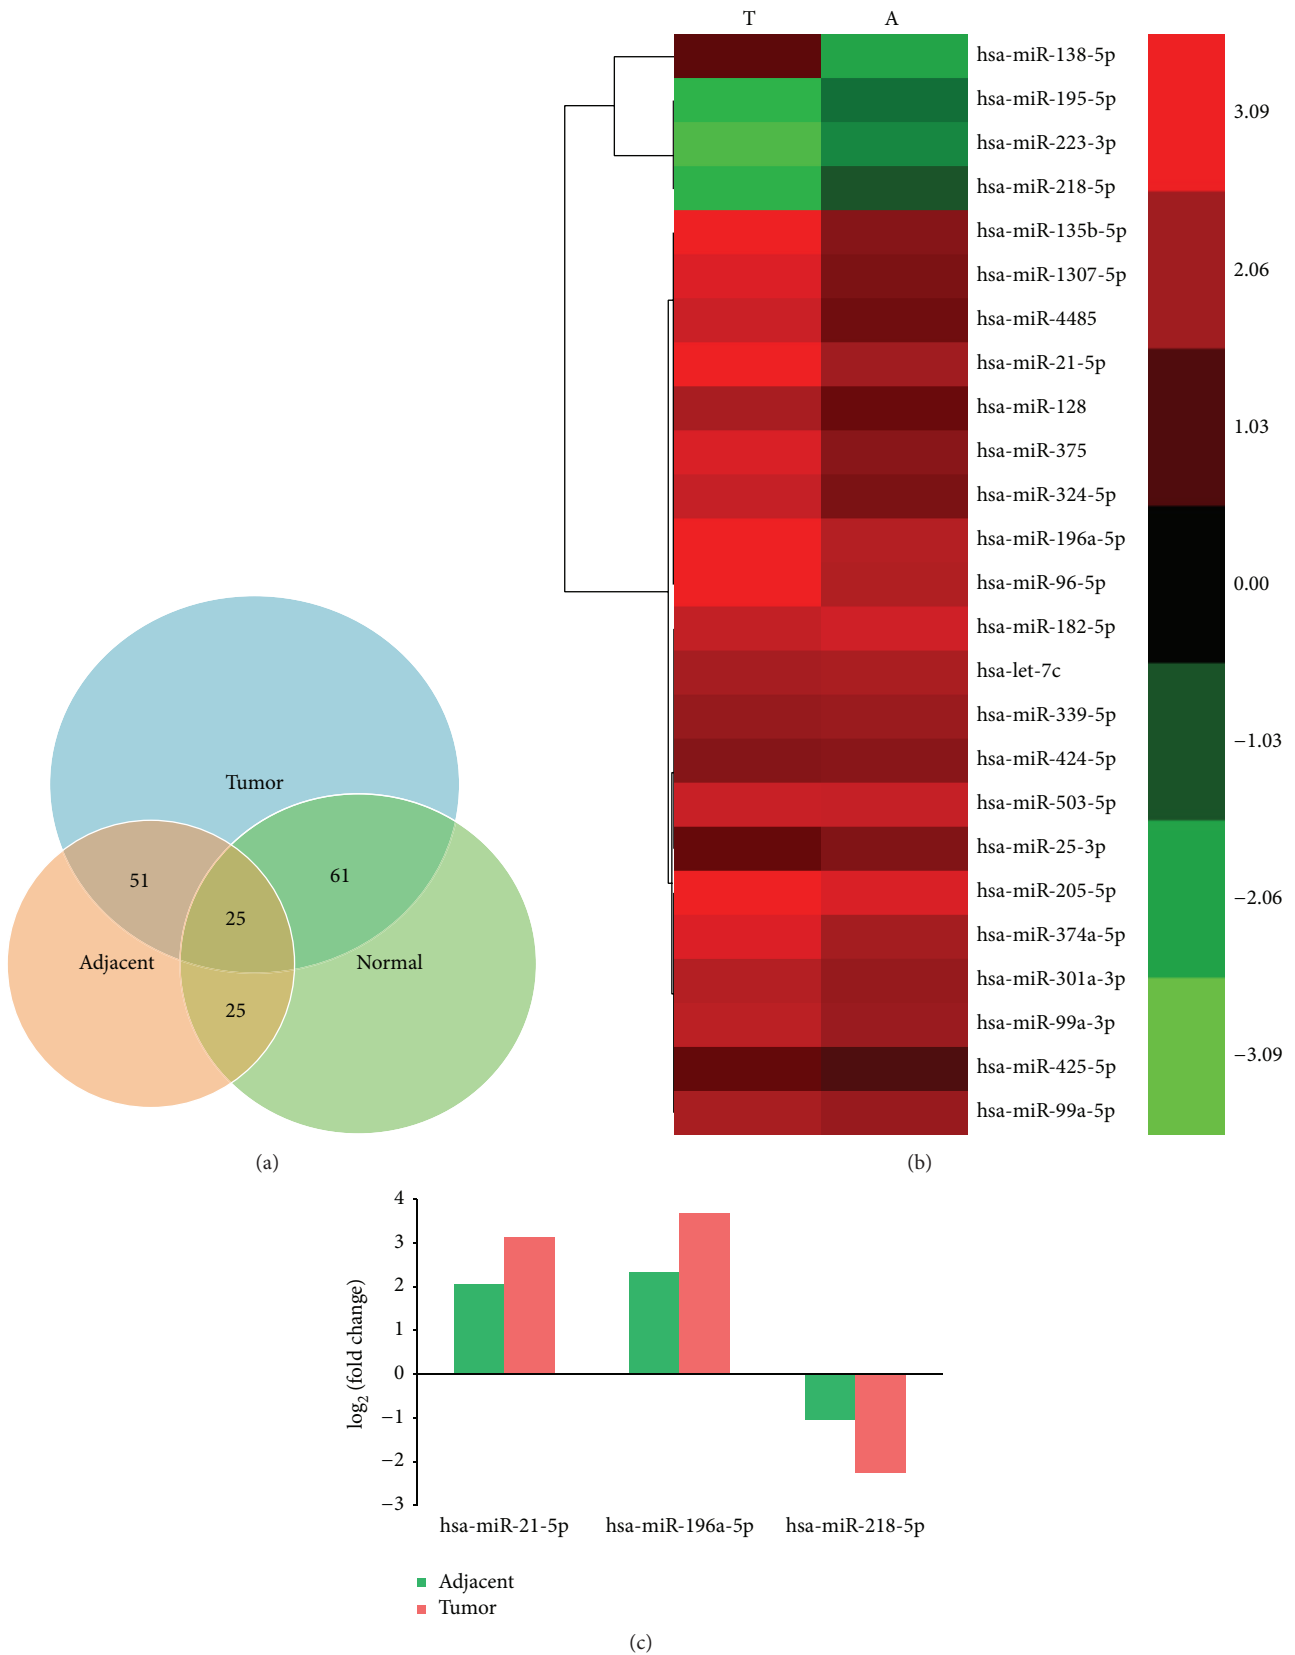 T A
hsa-miR-138-5p
hsa-miR-195-5p
hsa-miR-223-3p
hsa-miR-218-5p
hsa-miR-135b-5p
hsa-miR-1307-5p
hsa-miR-4485
hsa-miR-21-5p
hsa-miR-128
hsa-miR-375
hsa-miR-324-5p
hsa-miR-196a-5p
hsa-miR-96-5p
hsa-miR-182-5p
hsa-let-7c
hsa-miR-339-5p
hsa-miR-424-5p
hsa-miR-503-5p
hsa-miR-25-3p
hsa-miR-205-5p
hsa-miR-374a-5p
hsa-miR-301a-3p
hsa-miR-99a-3p
hsa-miR-425-5p
hsa-miR-99a-5p
3.09
2.06
1.03
0.00
−1.03
−2.06
−3.09
Tumor
51
61
25
Adjacent
Normal
25
(a)
(b)
4
3
2
1
0
−1
−2
−3
log2 (fold change)
hsa-miR-21-5p hsa-miR-196a-5p hsa-miR-218-5p
Adjacent
Tumor
(c)